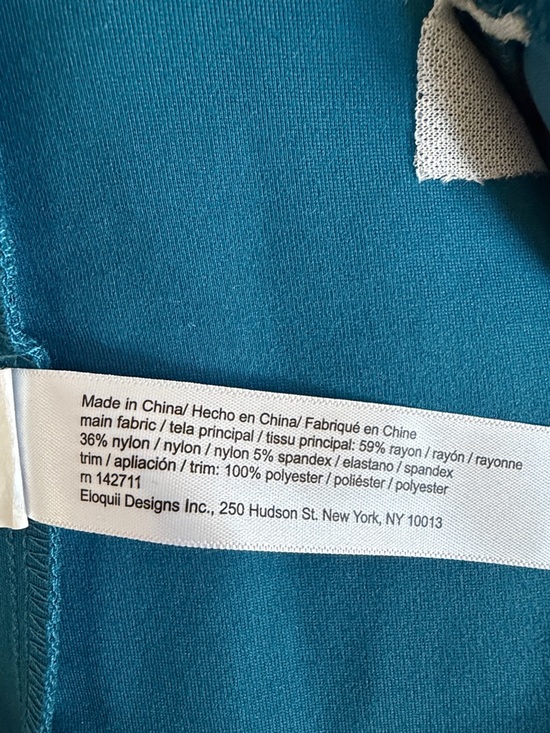 Made in China/ Hecho en China/ Fabriqué en Chine
main fabric / tela principal / tissu principal: 59% rayon / rayón / rayonne
36% nylon / nylon / nylon 5% spandex / elastano / spandex
trim / apliación / trim: 100% polyester / poliéster / polyester
rn 142711
Eloquii Designs Inc., 250 Hudson St. New York, NY 10013